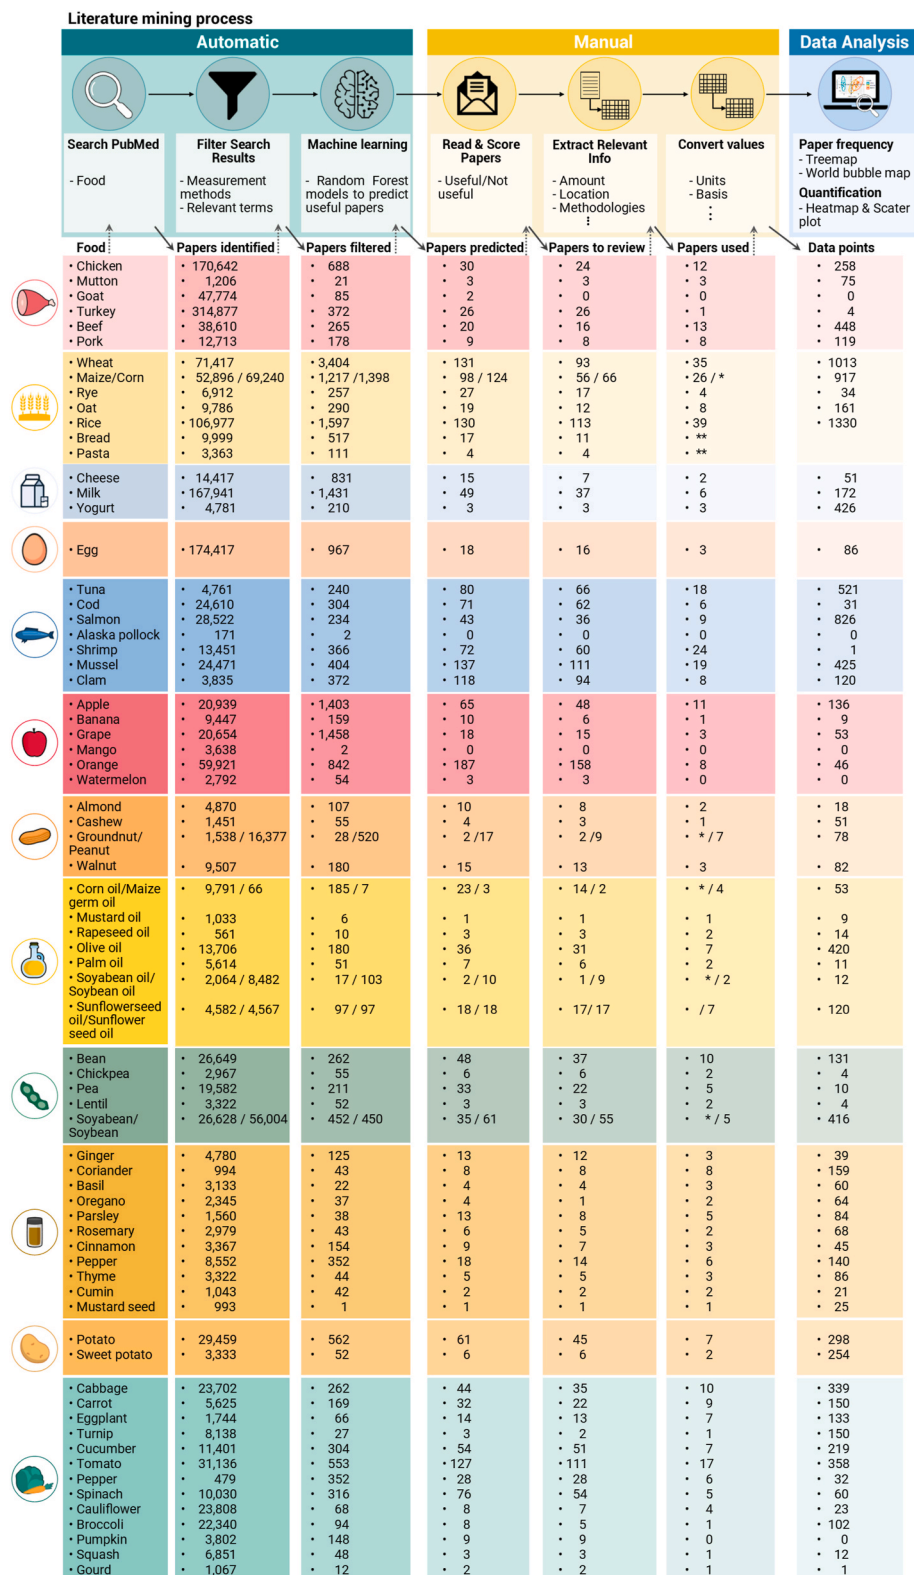 Literature mining process
Automatic
Manual
Data Analysis
Search PubMed
- Food
Filter Search
Results
- Measurement
methods
- Relevant terms
Machine learning
- Random Forest
models to predict
useful papers
Read & Score
Papers
- Useful/Not
useful
Extract Relevant
Info
- Amount
- Location
- Methodologies
⋮
Convert values
- Units
- Basis
⋮
Paper frequency
- Treemap
- World bubble map
Quantification
- Heatmap & Scater
plot
Food Papers identified Papers filtered Papers predicted Papers to review Papers used Data points
• Chicken • 170,642 • 688 • 30 • 24 • 12 • 258
• Mutton • 1,206 • 21 • 3 • 3 • 3 • 75
• Goat • 47,774 • 85 • 2 • 0 • 0 • 0
• Turkey • 314,877 • 372 • 26 • 26 • 1 • 4
• Beef • 38,610 • 265 • 20 • 16 • 13 • 448
• Pork • 12,713 • 178 • 9 • 8 • 8 • 119
• Wheat • 71,417 • 3,404 • 131 • 93 • 35 • 1013
• Maize/Corn • 52,896 / 69,240 • 1,217 /1,398 • 98 / 124 • 56 / 66 • 26 / * • 917
• Rye • 6,912 • 257 • 27 • 17 • 4 • 34
• Oat • 9,786 • 290 • 19 • 12 • 8 • 161
• Rice • 106,977 • 1,597 • 130 • 113 • 39 • 1330
• Bread • 9,999 • 517 • 17 • 11 • **
• Pasta • 3,363 • 111 • 4 • 4 • **
• Cheese • 14,417 • 831 • 15 • 7 • 2 • 51
• Milk • 167,941 • 1,431 • 49 • 37 • 6 • 172
• Yogurt • 4,781 • 210 • 3 • 3 • 3 • 426
• Egg • 174,417 • 967 • 18 • 16 • 3 • 86
• Tuna • 4,761 • 240 • 80 • 66 • 18 • 521
• Cod • 24,610 • 304 • 71 • 62 • 6 • 31
• Salmon • 28,522 • 234 • 43 • 36 • 9 • 826
• Alaska pollock • 171 • 2 • 0 • 0 • 0 • 0
• Shrimp • 13,451 • 366 • 72 • 60 • 24 • 1
• Mussel • 24,471 • 404 • 137 • 111 • 19 • 425
• Clam • 3,835 • 372 • 118 • 94 • 8 • 120
• Apple • 20,939 • 1,403 • 65 • 48 • 11 • 136
• Banana • 9,447 • 159 • 10 • 6 • 1 • 9
• Grape • 20,654 • 1,458 • 18 • 15 • 3 • 53
• Mango • 3,638 • 2 • 0 • 0 • 0 • 0
• Orange • 59,921 • 842 • 187 • 158 • 8 • 46
• Watermelon • 2,792 • 54 • 3 • 3 • 0 • 0
• Almond • 4,870 • 107 • 10 • 8 • 2 • 18
• Cashew • 1,451 • 55 • 4 • 3 • 1 • 51
• Groundnut/ • 1,538 / 16,377 • 28 /520 • 2 /17 • 2 /9 • * / 7 • 78
Peanut
• Walnut • 9,507 • 180 • 15 • 13 • 3 • 82
• Corn oil/Maize • 9,791 / 66 • 185 / 7 • 23 / 3 • 14 / 2 • * / 4 • 53
germ oil
• Mustard oil • 1,033 • 6 • 1 • 1 • 1 • 9
• Rapeseed oil • 561 • 10 • 3 • 3 • 2 • 14
• Olive oil • 13,706 • 180 • 36 • 31 • 7 • 420
• Palm oil • 5,614 • 51 • 7 • 6 • 2 • 11
• Soyabean oil/ • 2,064 / 8,482 • 17 / 103 • 2 / 10 • 1 / 9 • * / 2 • 12
Soybean oil
• Sunflowerseed
oil/Sunflower • 4,582 / 4,567 • 97 / 97 • 18 / 18 • 17/ 17 • / 7 • 120
seed oil
• Bean • 26,649 • 262 • 48 • 37 • 10 • 131
• Chickpea • 2,967 • 55 • 6 • 6 • 2 • 4
• Pea • 19,582 • 211 • 33 • 22 • 5 • 10
• Lentil • 3,322 • 52 • 3 • 3 • 2 • 4
• Soyabean/ • 26,628 / 56,004 • 452 / 450 • 35 / 61 • 30 / 55 • * / 5 • 416
Soybean
• Ginger • 4,780 • 125 • 13 • 12 • 3 • 39
• Coriander • 994 • 43 • 8 • 8 • 8 • 159
• Basil • 3,133 • 22 • 4 • 4 • 3 • 60
• Oregano • 2,345 • 37 • 4 • 1 • 2 • 64
• Parsley • 1,560 • 38 • 13 • 8 • 5 • 84
• Rosemary • 2,979 • 43 • 6 • 5 • 2 • 68
• Cinnamon • 3,367 • 154 • 9 • 7 • 3 • 45
• Pepper • 8,552 • 352 • 18 • 14 • 6 • 140
• Thyme • 3,322 • 44 • 5 • 5 • 3 • 86
• Cumin • 1,043 • 42 • 2 • 2 • 2 • 21
• Mustard seed • 993 • 1 • 1 • 1 • 1 • 25
• Potato • 29,459 • 562 • 61 • 45 • 7 • 298
• Sweet potato • 3,333 • 52 • 6 • 6 • 2 • 254
• Cabbage • 23,702 • 262 • 44 • 35 • 10 • 339
• Carrot • 5,625 • 169 • 32 • 22 • 9 • 150
• Eggplant • 1,744 • 66 • 14 • 13 • 7 • 133
• Turnip • 8,138 • 27 • 3 • 2 • 1 • 150
• Cucumber • 11,401 • 304 • 54 • 51 • 7 • 219
• Tomato • 31,136 • 553 • 127 • 111 • 17 • 358
• Pepper • 479 • 352 • 28 • 28 • 6 • 32
• Spinach • 10,030 • 316 • 76 • 54 • 5 • 60
• Cauliflower • 23,808 • 68 • 8 • 7 • 4 • 23
• Broccoli • 22,340 • 94 • 8 • 5 • 1 • 102
• Pumpkin • 3,802 • 148 • 9 • 9 • 0 • 0
• Squash • 6,851 • 48 • 3 • 3 • 1 • 12
• Gourd • 1,067 • 12 • 2 • 2 • 1 • 1